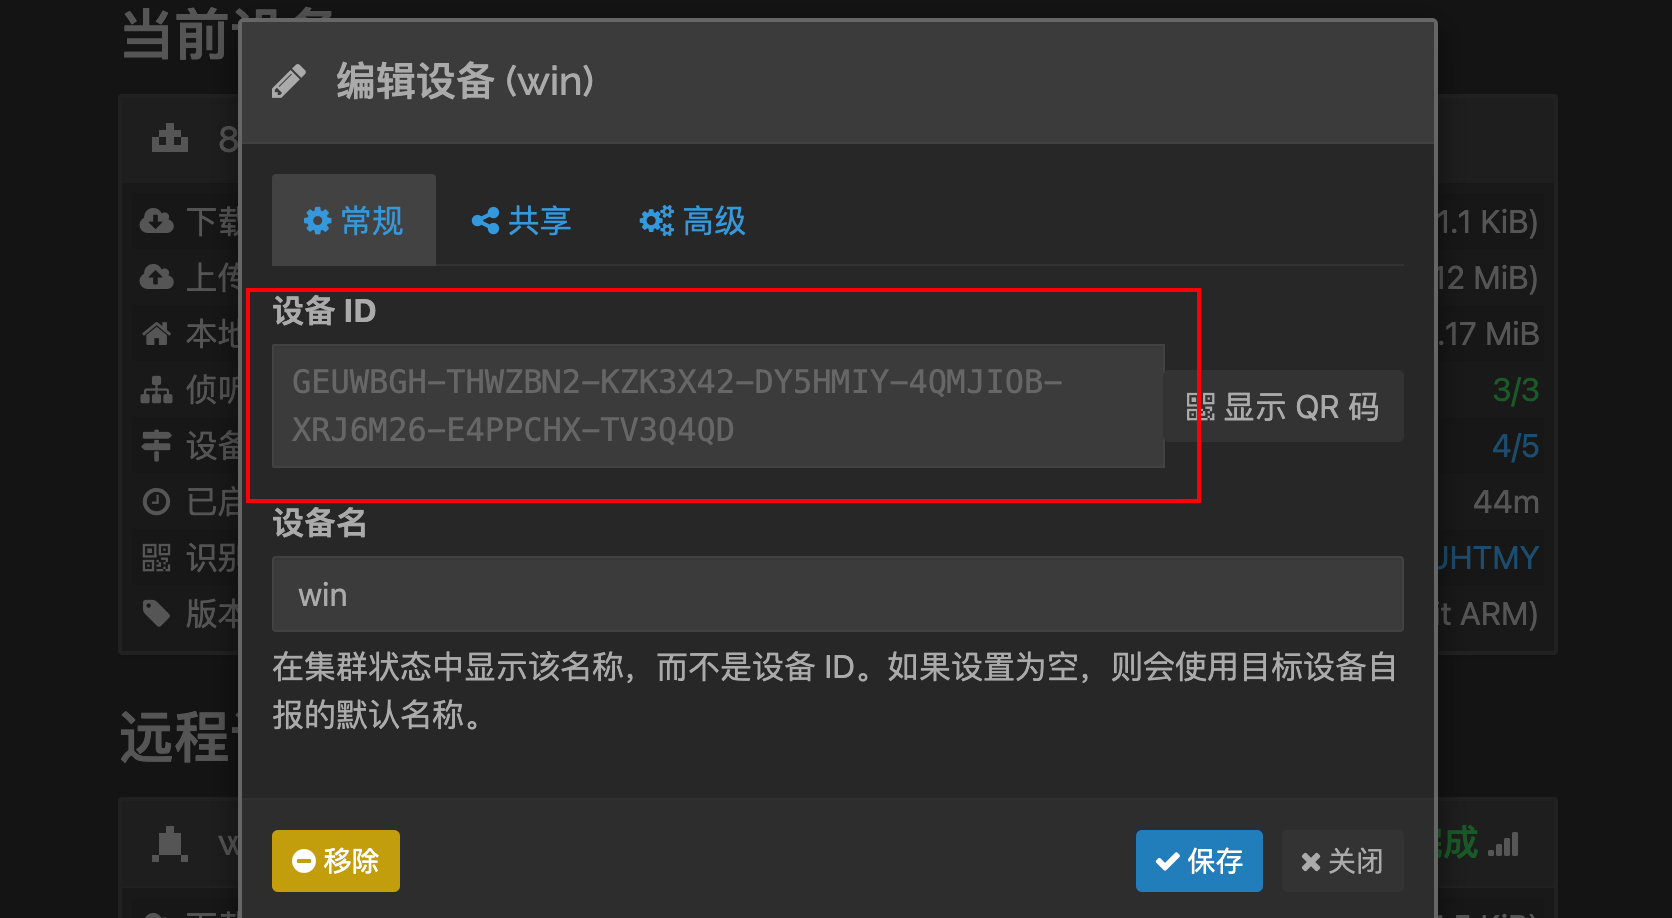 当前设备
编辑设备 (win)
8
常规
共享
高级
下载
1.1 KiB)
上传
12 MiB)
设备 ID
本地
.17 MiB
GEUWBGH-THWZBN2-KZK3X42-DY5HMIY-4QMJIOB-
XRJ6M26-E4PPCHX-TV3Q4QD
显示 QR 码
侦听
3/3
设备
4/5
已启
44m
设备名
识别
JHTMY
win
版本
it ARM)
在集群状态中显示该名称，而不是设备 ID。如果设置为空，则会使用目标设备自
报的默认名称。
远程
w
完成
移除
保存
关闭
下载